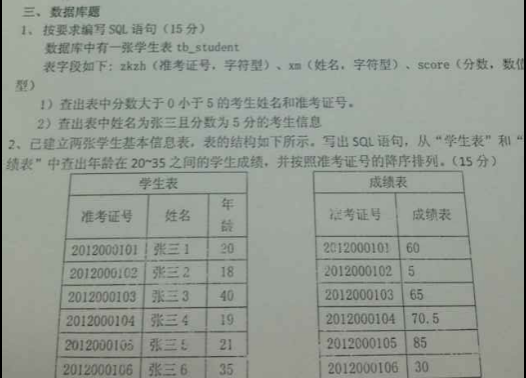 三、数据库题
1、按要求编写 SQL 语句（15 分）
数据库中有一张学生表 tb_student
表字段如下：zkzh（准考证号，字符型）、xm（姓名，字符型）、score（分数，数值
型）
1）查出表中分数大于 0 小于 5 的考生姓名和准考证号。
2）查出表中姓名为张三且分数为 5 分的考生信息
2、已建立两张学生基本信息表，表的结构如下所示。写出 SQL 语句，从“学生表”和“
绩表”中查出年龄在 20~35 之间的学生成绩，并按照准考证号的降序排列。（15 分）
学生表
准考证号 姓名 年龄
2012000101 张三 1 20
2012000102 张三 2 18
2012000103 张三 3 40
2012000104 张三 4 19
2012000105 张三 5 21
2012000106 张三 6 35
成绩表
准考证号 成绩表
2012000101 60
2012000102 5
2012000103 65
2012000104 70.5
2012000105 85
2012000106 30